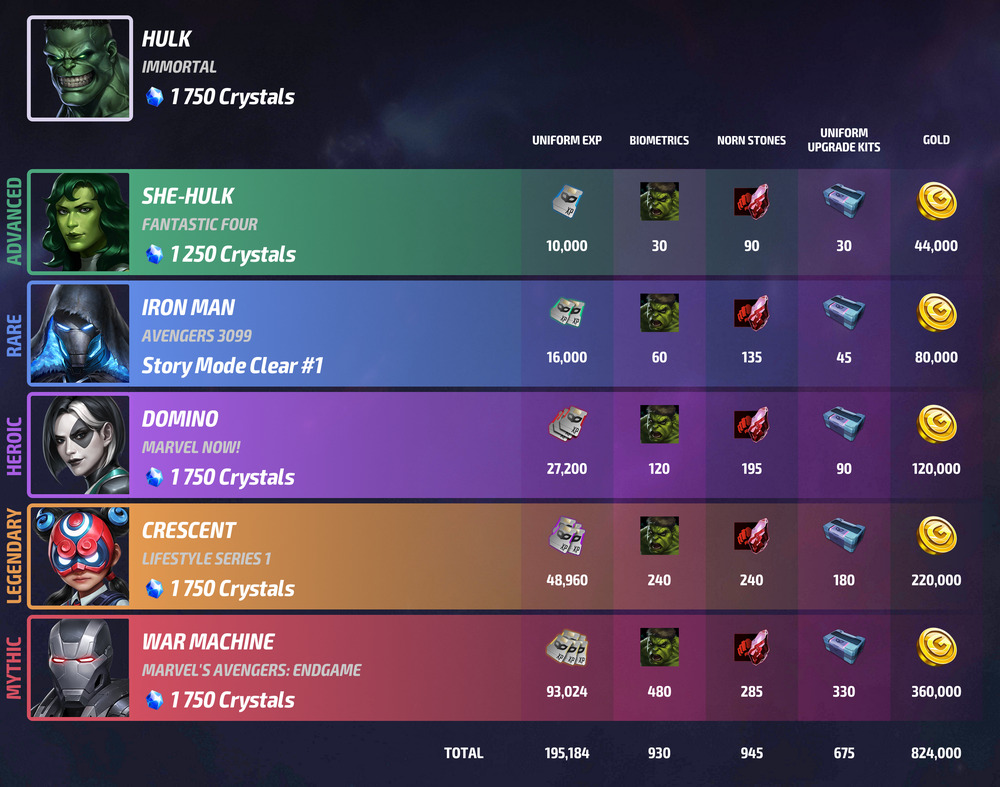 HULK
IMMORTAL
1 750 Crystals
UNIFORM EXP
BIOMETRICS
NORN STONES
UNIFORM
UPGRADE KITS
GOLD
ADVANCED
SHE-HULK
FANTASTIC FOUR
1 250 Crystals
10,000
30
90
30
44,000
RARE
IRON MAN
AVENGERS 3099
Story Mode Clear #1
16,000
60
135
45
80,000
HEROIC
DOMINO
MARVEL NOW!
1 750 Crystals
27,200
120
195
90
120,000
LEGENDARY
CRESCENT
LIFESTYLE SERIES 1
1 750 Crystals
48,960
240
240
180
220,000
MYTHIC
WAR MACHINE
MARVEL'S AVENGERS: ENDGAME
1 750 Crystals
93,024
480
285
330
360,000
TOTAL
195,184
930
945
675
824,000